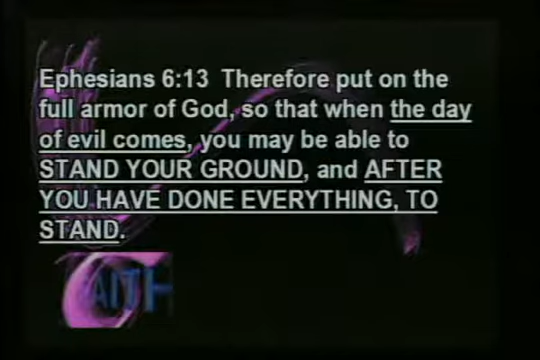 Ephesians 6:13 Therefore put on the
full armor of God, so that when the day
of evil comes, you may be able to
STAND YOUR GROUND, and AFTER
YOU HAVE DONE EVERYTHING, TO
STAND.
AITH